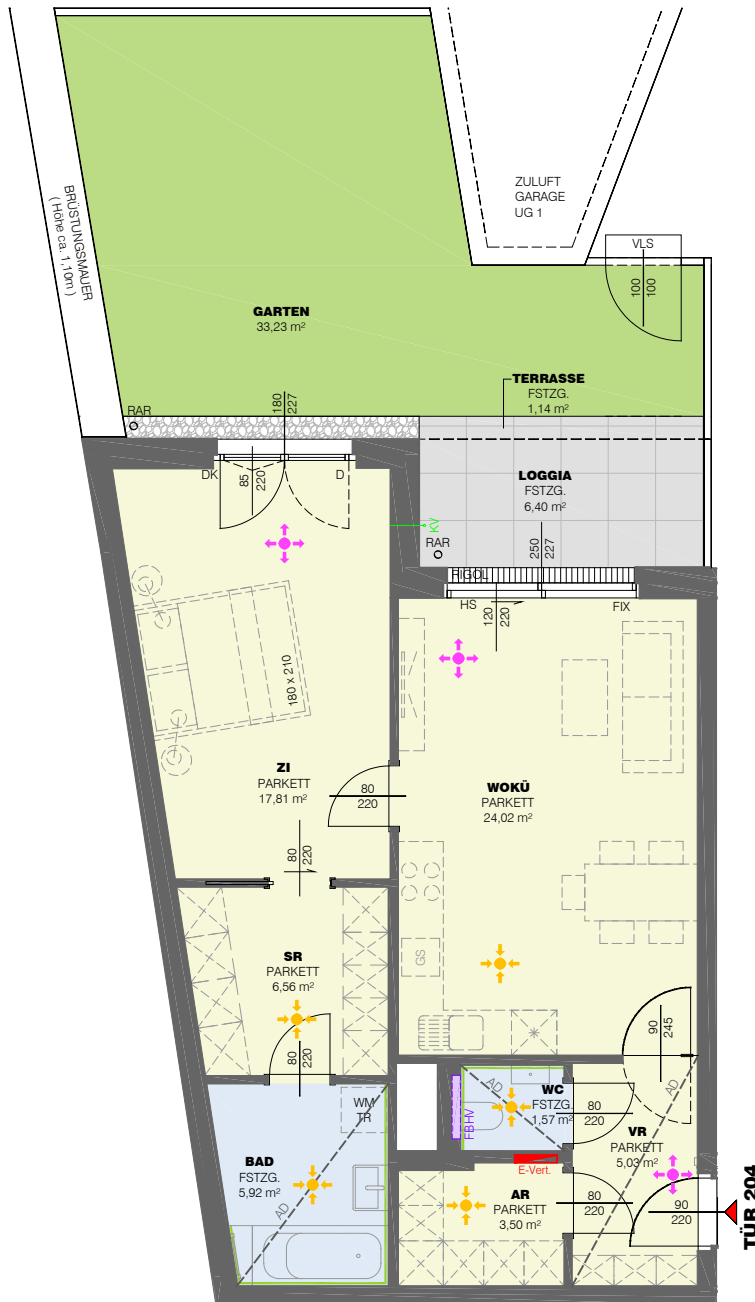 ZULUFT
GARAGE
UG 1
BRÜSTUNGSMAUER
( Höhe ca. 1,10m )
VLS
100
100
GARTEN
33,23 m²
RAR
180
227
TERRASSE
FSTZG.
1,14 m²
DK
85
220
D
LOGGIA
FSTZG.
6,40 m²
KV
RAR
250
227
RIGOL
HS
120
220
FIX
180 x 210
ZI
PARKETT
17,81 m²
80
220
WOKÜ
PARKETT
24,02 m²
80
220
GS
SR
PARKETT
6,56 m²
90
245
80
220
AD
WM
TR
AD
WC
FSTZG.
1,57 m²
FBHV
80
220
VR
PARKETT
5,03 m²
BAD
FSTZG.
5,92 m²
AD
E-Vert.
AR
PARKETT
3,50 m²
80
220
90
220
TÜR 204